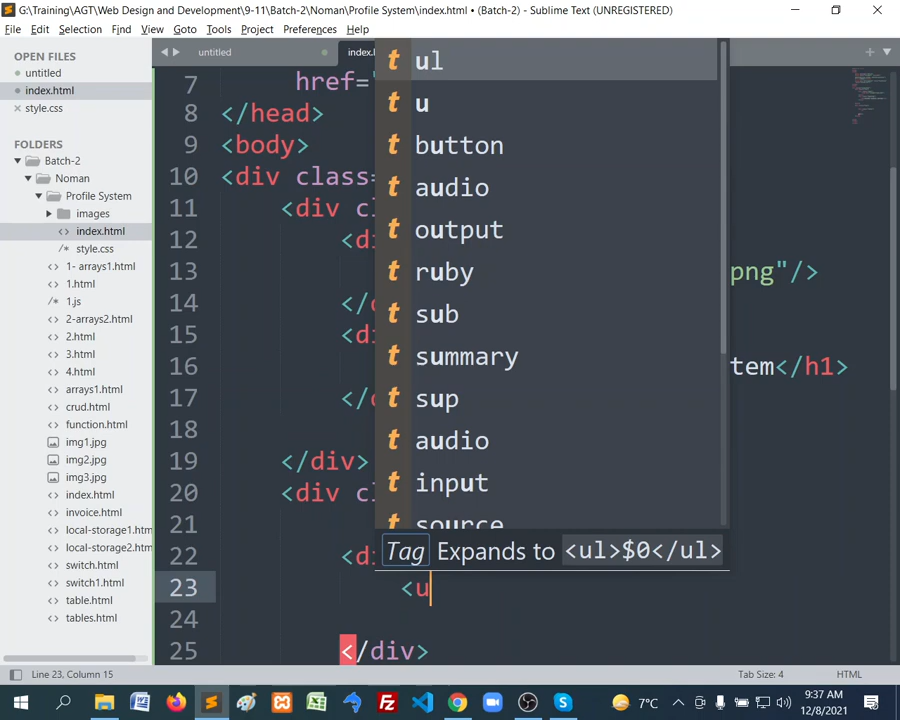 G:\Training\AGT\Web Design and Development\9-11\Batch-2\Noman\Profile System\index.html • (Batch-2) - Sublime Text (UNREGISTERED)
File Edit Selection Find View Goto Tools Project Preferences Help
OPEN FILES
untitled
index.html
style.css
FOLDERS
Batch-2
Noman
Profile System
images
index.html
style.css
1- arrays1.html
1.html
1.js
2-arrays2.html
2.html
3.html
4.html
arrays1.html
crud.html
function.html
img1.jpg
img2.jpg
img3.jpg
index.html
invoice.html
local-storage1.htm
local-storage2.htm
switch.html
switch1.html
table.html
tables.html
untitled
index.
7 href="
8 </head>
9 <body>
10 <div class=
11 <div cl
12 <di
13 png"/>
14 </d
15 <di
16 tem</h1>
17 </d
18
19 </div>
20 <div cl
21
22 <di
23 <u
24
25 </div>
t ul
t u
t button
t audio
t output
t ruby
t sub
t summary
t sup
t audio
t input
t source
Tag Expands to <ul>$0</ul>
Line 23, Column 15
Tab Size: 4
HTML
7°C
9:37 AM
12/8/2021